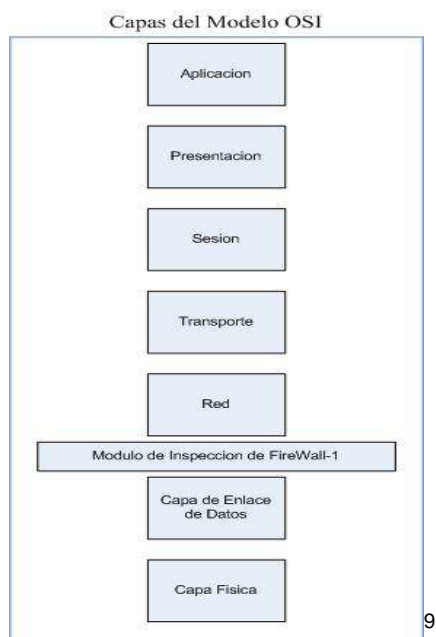 Capas del Modelo OSI
Aplicacion
Presentacion
Sesion
Transporte
Red
Modulo de Inspeccion de FireWall-1
Capa de Enlace
de Datos
Capa Fisica
9